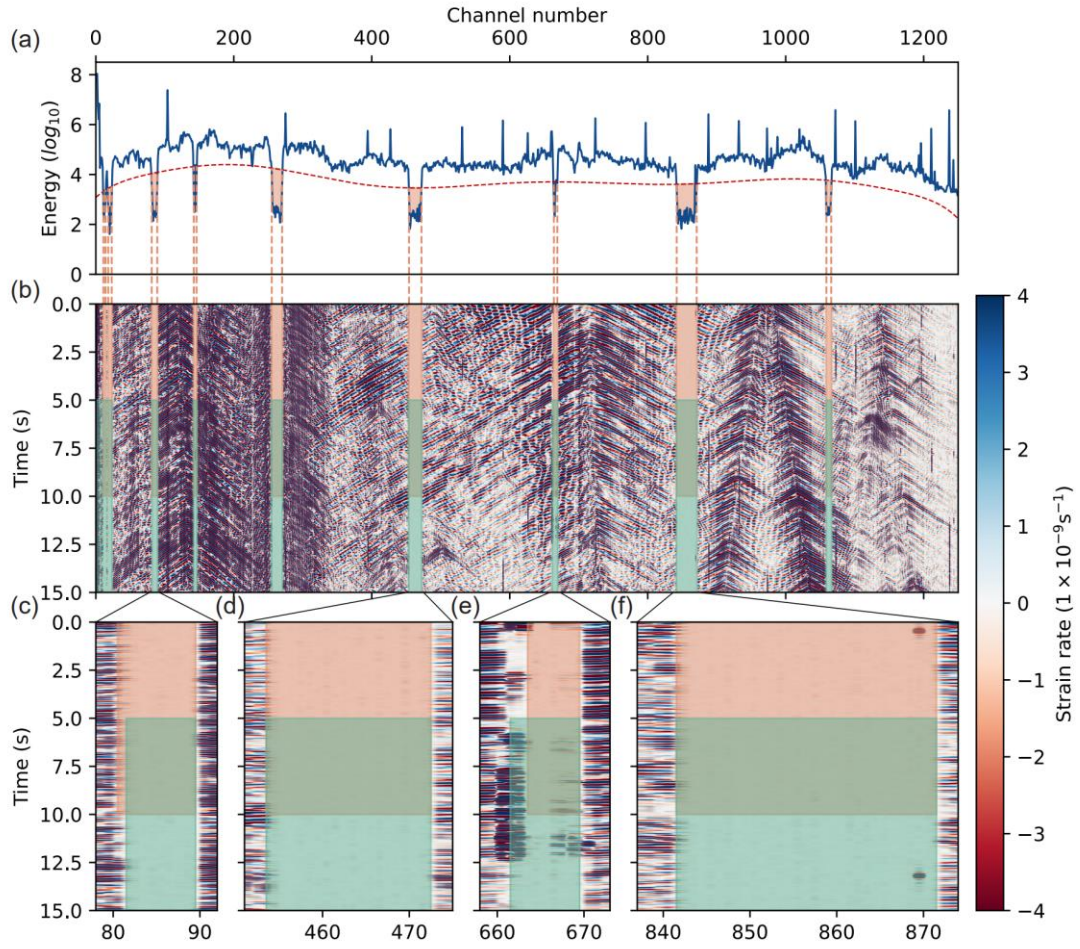 Channel number
(a)
0 200 400 600 800 1000 1200
8
6
4
2
0
Energy (log₁₀)
(b)
0.0
2.5
5.0
7.5
10.0
12.5
15.0
Time (s)
4
3
2
1
0
−1
−2
−3
−4
Strain rate (1 × 10⁻⁹s⁻¹)
(c) (d) (e) (f)
0.0
2.5
5.0
7.5
10.0
12.5
15.0
Time (s)
80 90 460 470 660 670 840 850 860 870